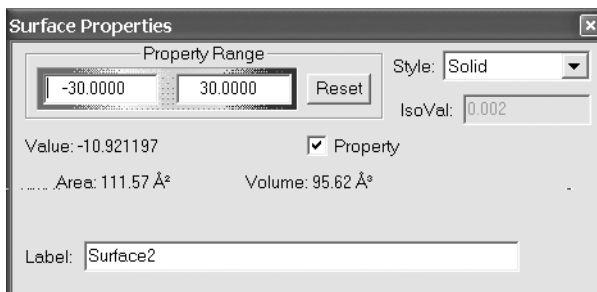 Surface Properties
Property Range
-30.0000 30.0000 Reset
Style: Solid
IsoVal: 0.002
Value: -10.921197 Property
Area: 111.57 Å² Volume: 95.62 Å³
Label: Surface2